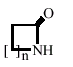 O
[ ]n NH